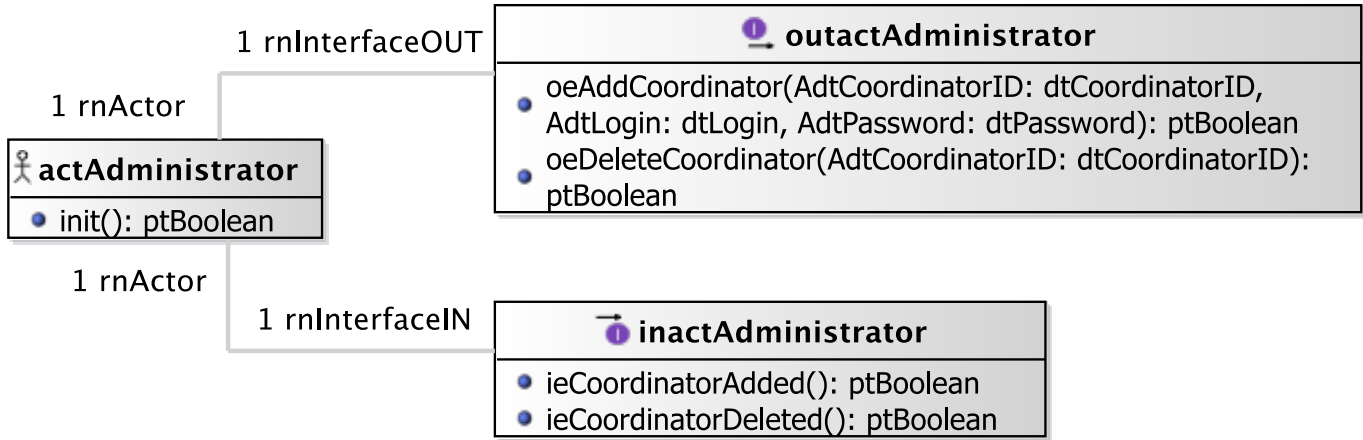 1 rnInterfaceOUT
outactAdministrator
oeAddCoordinator(AdtCoordinatorID: dtCoordinatorID,
AdtLogin: dtLogin, AdtPassword: dtPassword): ptBoolean
oeDeleteCoordinator(AdtCoordinatorID: dtCoordinatorID):
ptBoolean
1 rnActor
actAdministrator
init(): ptBoolean
1 rnActor
1 rnInterfaceIN
inactAdministrator
ieCoordinatorAdded(): ptBoolean
ieCoordinatorDeleted(): ptBoolean